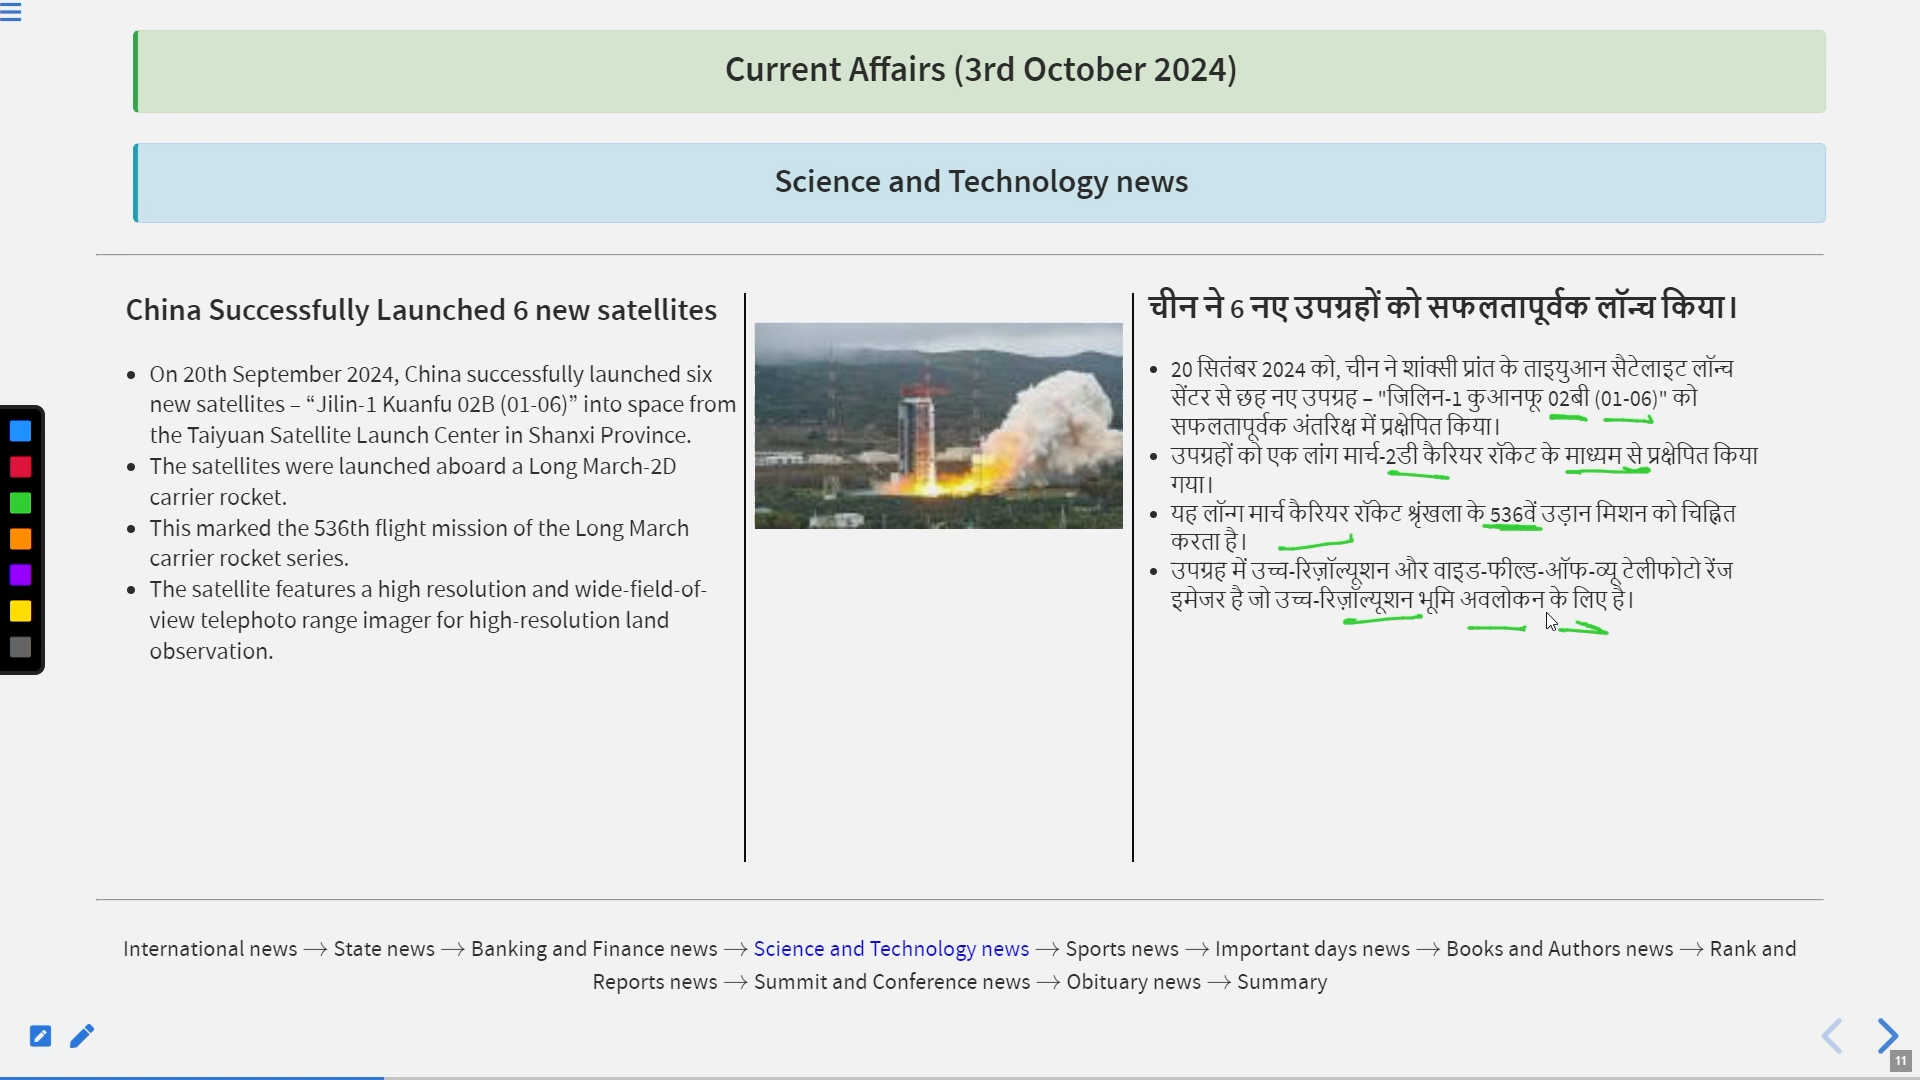 Current Affairs (3rd October 2024)
Science and Technology news
China Successfully Launched 6 new satellites
• On 20th September 2024, China successfully launched six
new satellites – “Jilin-1 Kuanfu 02B (01-06)” into space from
the Taiyuan Satellite Launch Center in Shanxi Province.
• The satellites were launched aboard a Long March-2D
carrier rocket.
• This marked the 536th flight mission of the Long March
carrier rocket series.
• The satellite features a high resolution and wide-field-of-
view telephoto range imager for high-resolution land
observation.
चीन ने 6 नए उपग्रहों को सफलतापूर्वक लॉन्च किया।
• 20 सितंबर 2024 को, चीन ने शांक्सी प्रांत के ताइयुआन सैटेलाइट लॉन्च
सेंटर से छह नए उपग्रह – "जिलिन-1 कुआनफू 02बी (01-06)" को
सफलतापूर्वक अंतरिक्ष में प्रक्षेपित किया।
• उपग्रहों को एक लांग मार्च-2डी कैरियर रॉकेट के माध्यम से प्रक्षेपित किया
गया।
• यह लॉन्ग मार्च कैरियर रॉकेट श्रृंखला के 536वें उड़ान मिशन को चिह्नित
करता है।
• उपग्रह में उच्च-रिज़ॉल्यूशन और वाइड-फील्ड-ऑफ-व्यू टेलीफोटो रेंज
इमेजर है जो उच्च-रिज़ॉल्यूशन भूमि अवलोकन के लिए है।
International news → State news → Banking and Finance news → Science and Technology news → Sports news → Important days news → Books and Authors news → Rank and
Reports news → Summit and Conference news → Obituary news → Summary
11